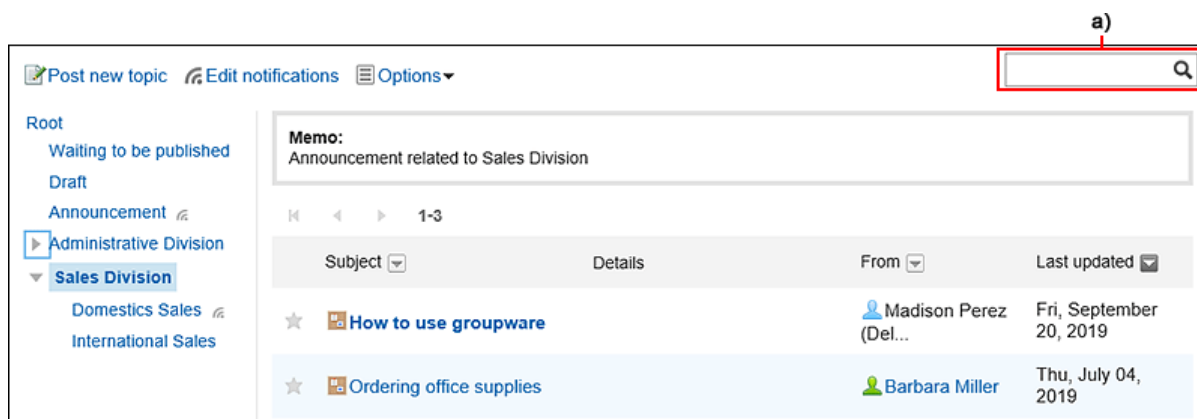 a)
Post new topic Edit notifications Options
Root
Waiting to be published
Draft
Announcement
Administrative Division
Sales Division
Domestics Sales
International Sales
Memo:
Announcement related to Sales Division
1-3
Subject Details From Last updated
How to use groupware Madison Perez (Del... Fri, September 20, 2019
Ordering office supplies Barbara Miller Thu, July 04, 2019